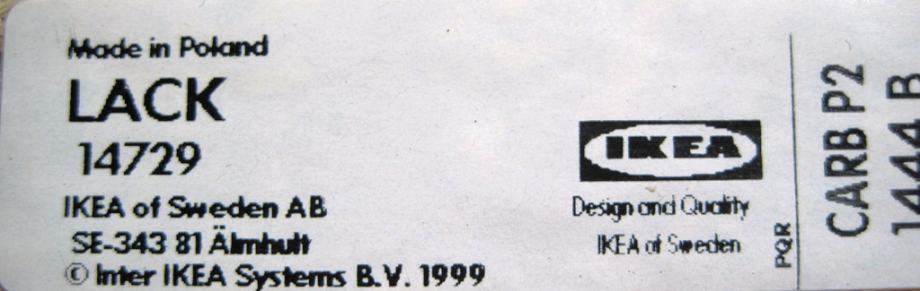 Made in Poland
LACK
14729
IKEA of Sweden AB
SE-343 81 Älmhult
© Inter IKEA Systems B.V. 1999
IKEA
Design and Quality
IKEA of Sweden
PQR
CARB P2
1444 B